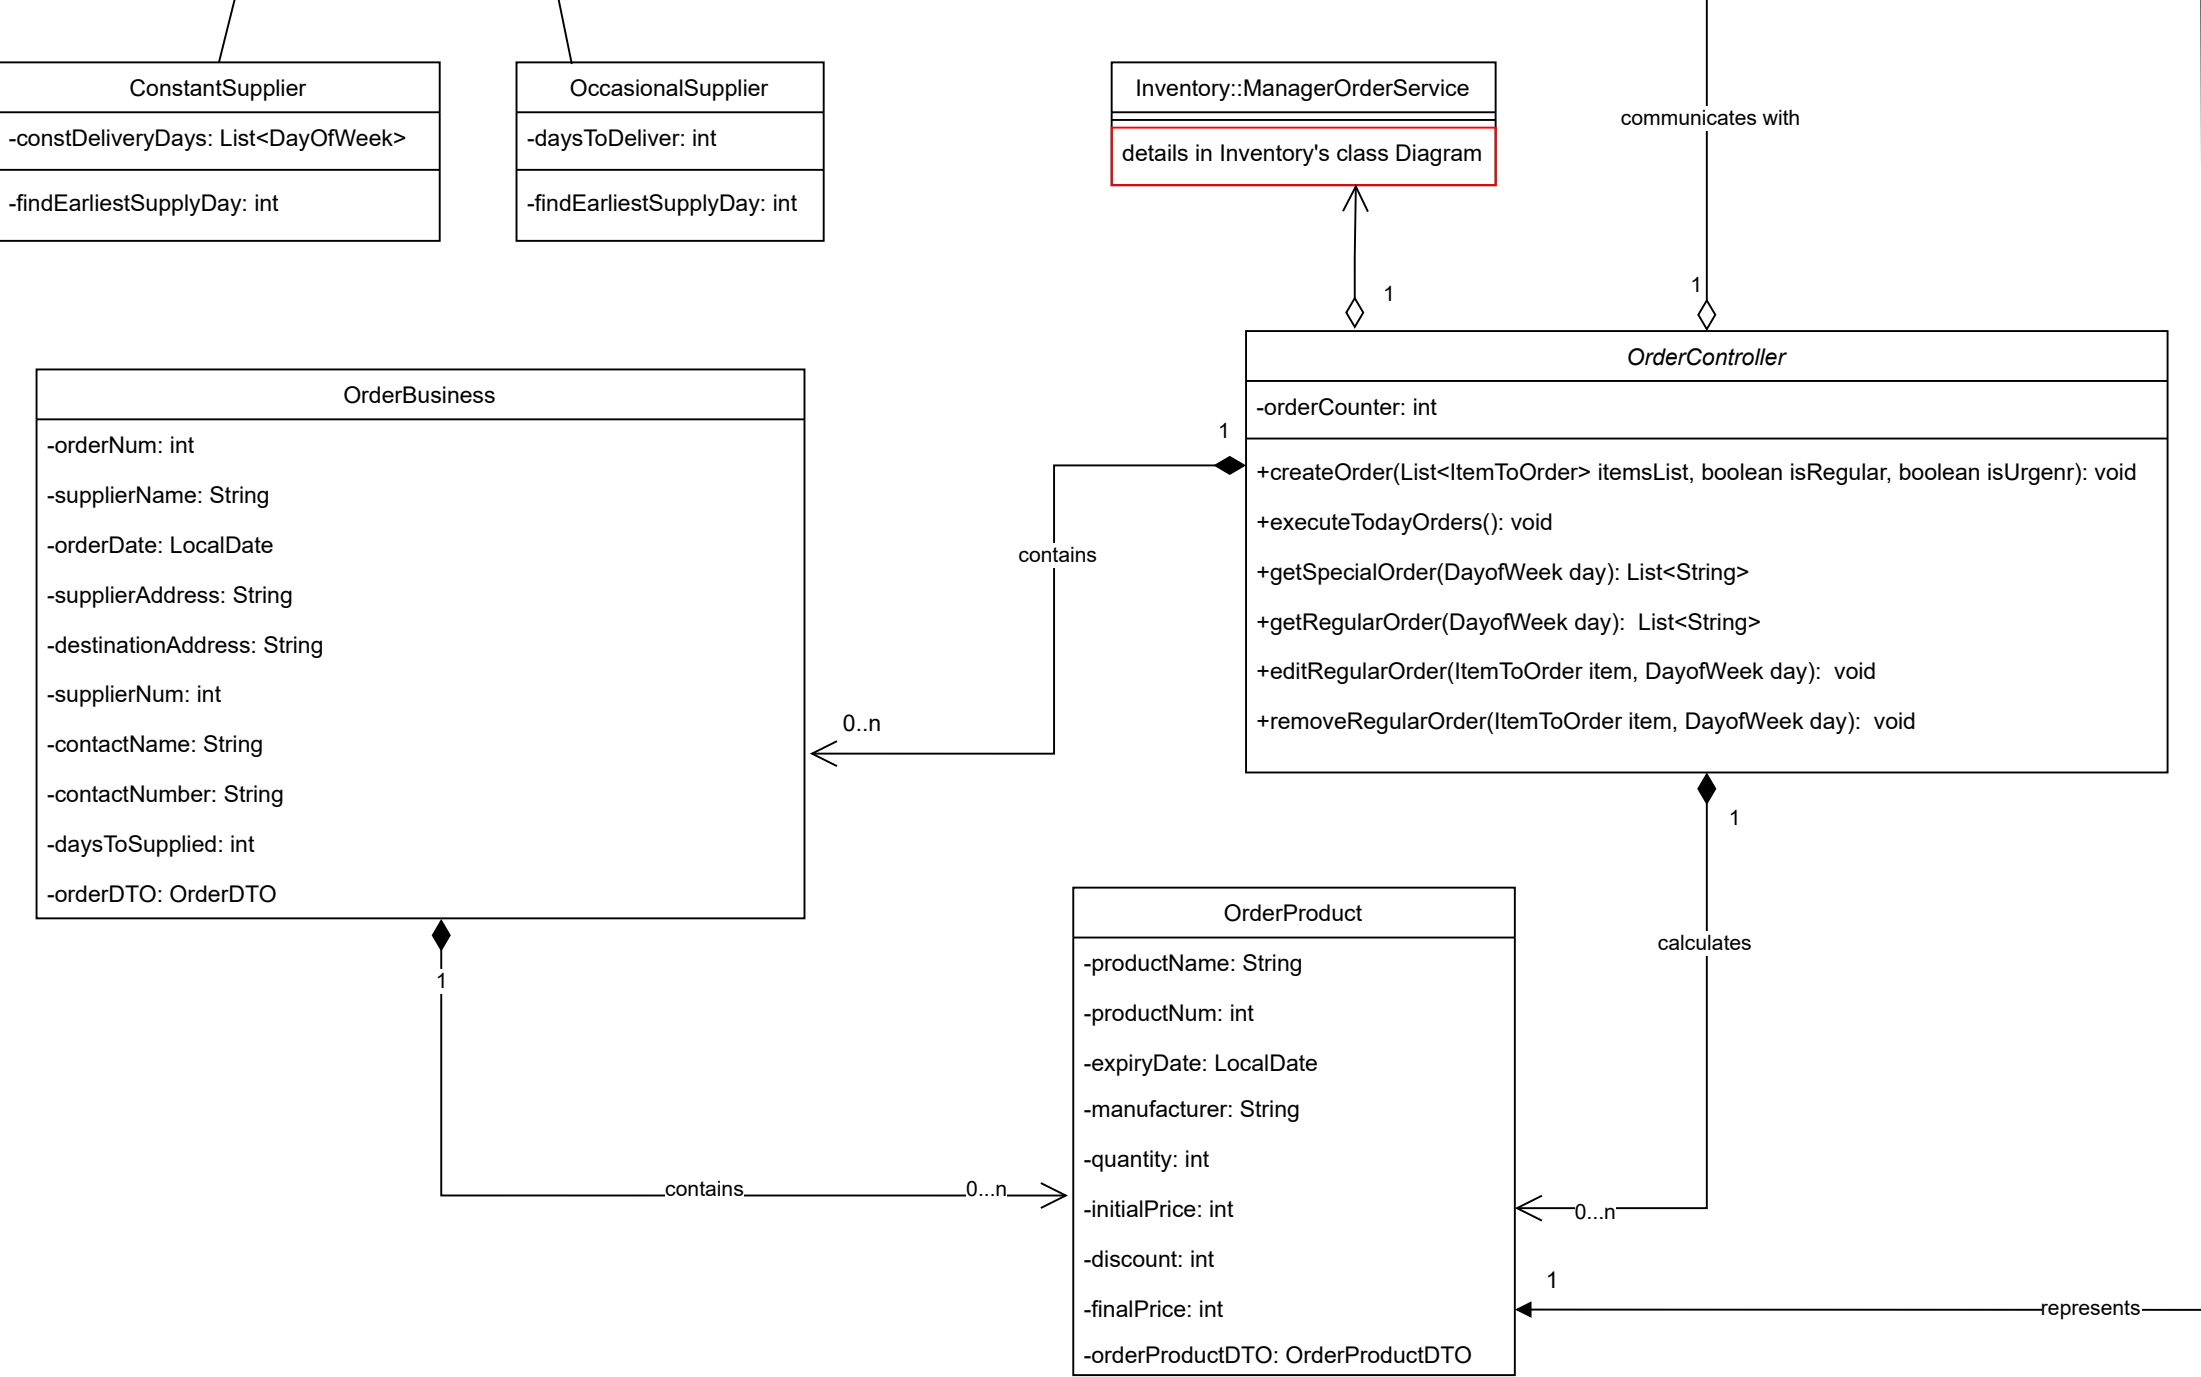 ConstantSupplier
-constDeliveryDays: List<DayOfWeek>
-findEarliestSupplyDay: int
OccasionalSupplier
-daysToDeliver: int
-findEarliestSupplyDay: int
Inventory::ManagerOrderService
details in Inventory's class Diagram
1
communicates with
1
OrderController
-orderCounter: int
+createOrder(List<ItemToOrder> itemsList, boolean isRegular, boolean isUrgenr): void
+executeTodayOrders(): void
+getSpecialOrder(DayofWeek day): List<String>
+getRegularOrder(DayofWeek day):  List<String>
+editRegularOrder(ItemToOrder item, DayofWeek day):  void
+removeRegularOrder(ItemToOrder item, DayofWeek day):  void
1
contains
0..n
OrderBusiness
-orderNum: int
-supplierName: String
-orderDate: LocalDate
-supplierAddress: String
-destinationAddress: String
-supplierNum: int
-contactName: String
-contactNumber: String
-daysToSupplied: int
-orderDTO: OrderDTO
1
contains
0...n
1
calculates
0...n
OrderProduct
-productName: String
-productNum: int
-expiryDate: LocalDate
-manufacturer: String
-quantity: int
-initialPrice: int
-discount: int
-finalPrice: int
-orderProductDTO: OrderProductDTO
1
represents